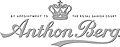 BY APPOINTMENT TO THE ROYAL DANISH COURT
Anthon Berg